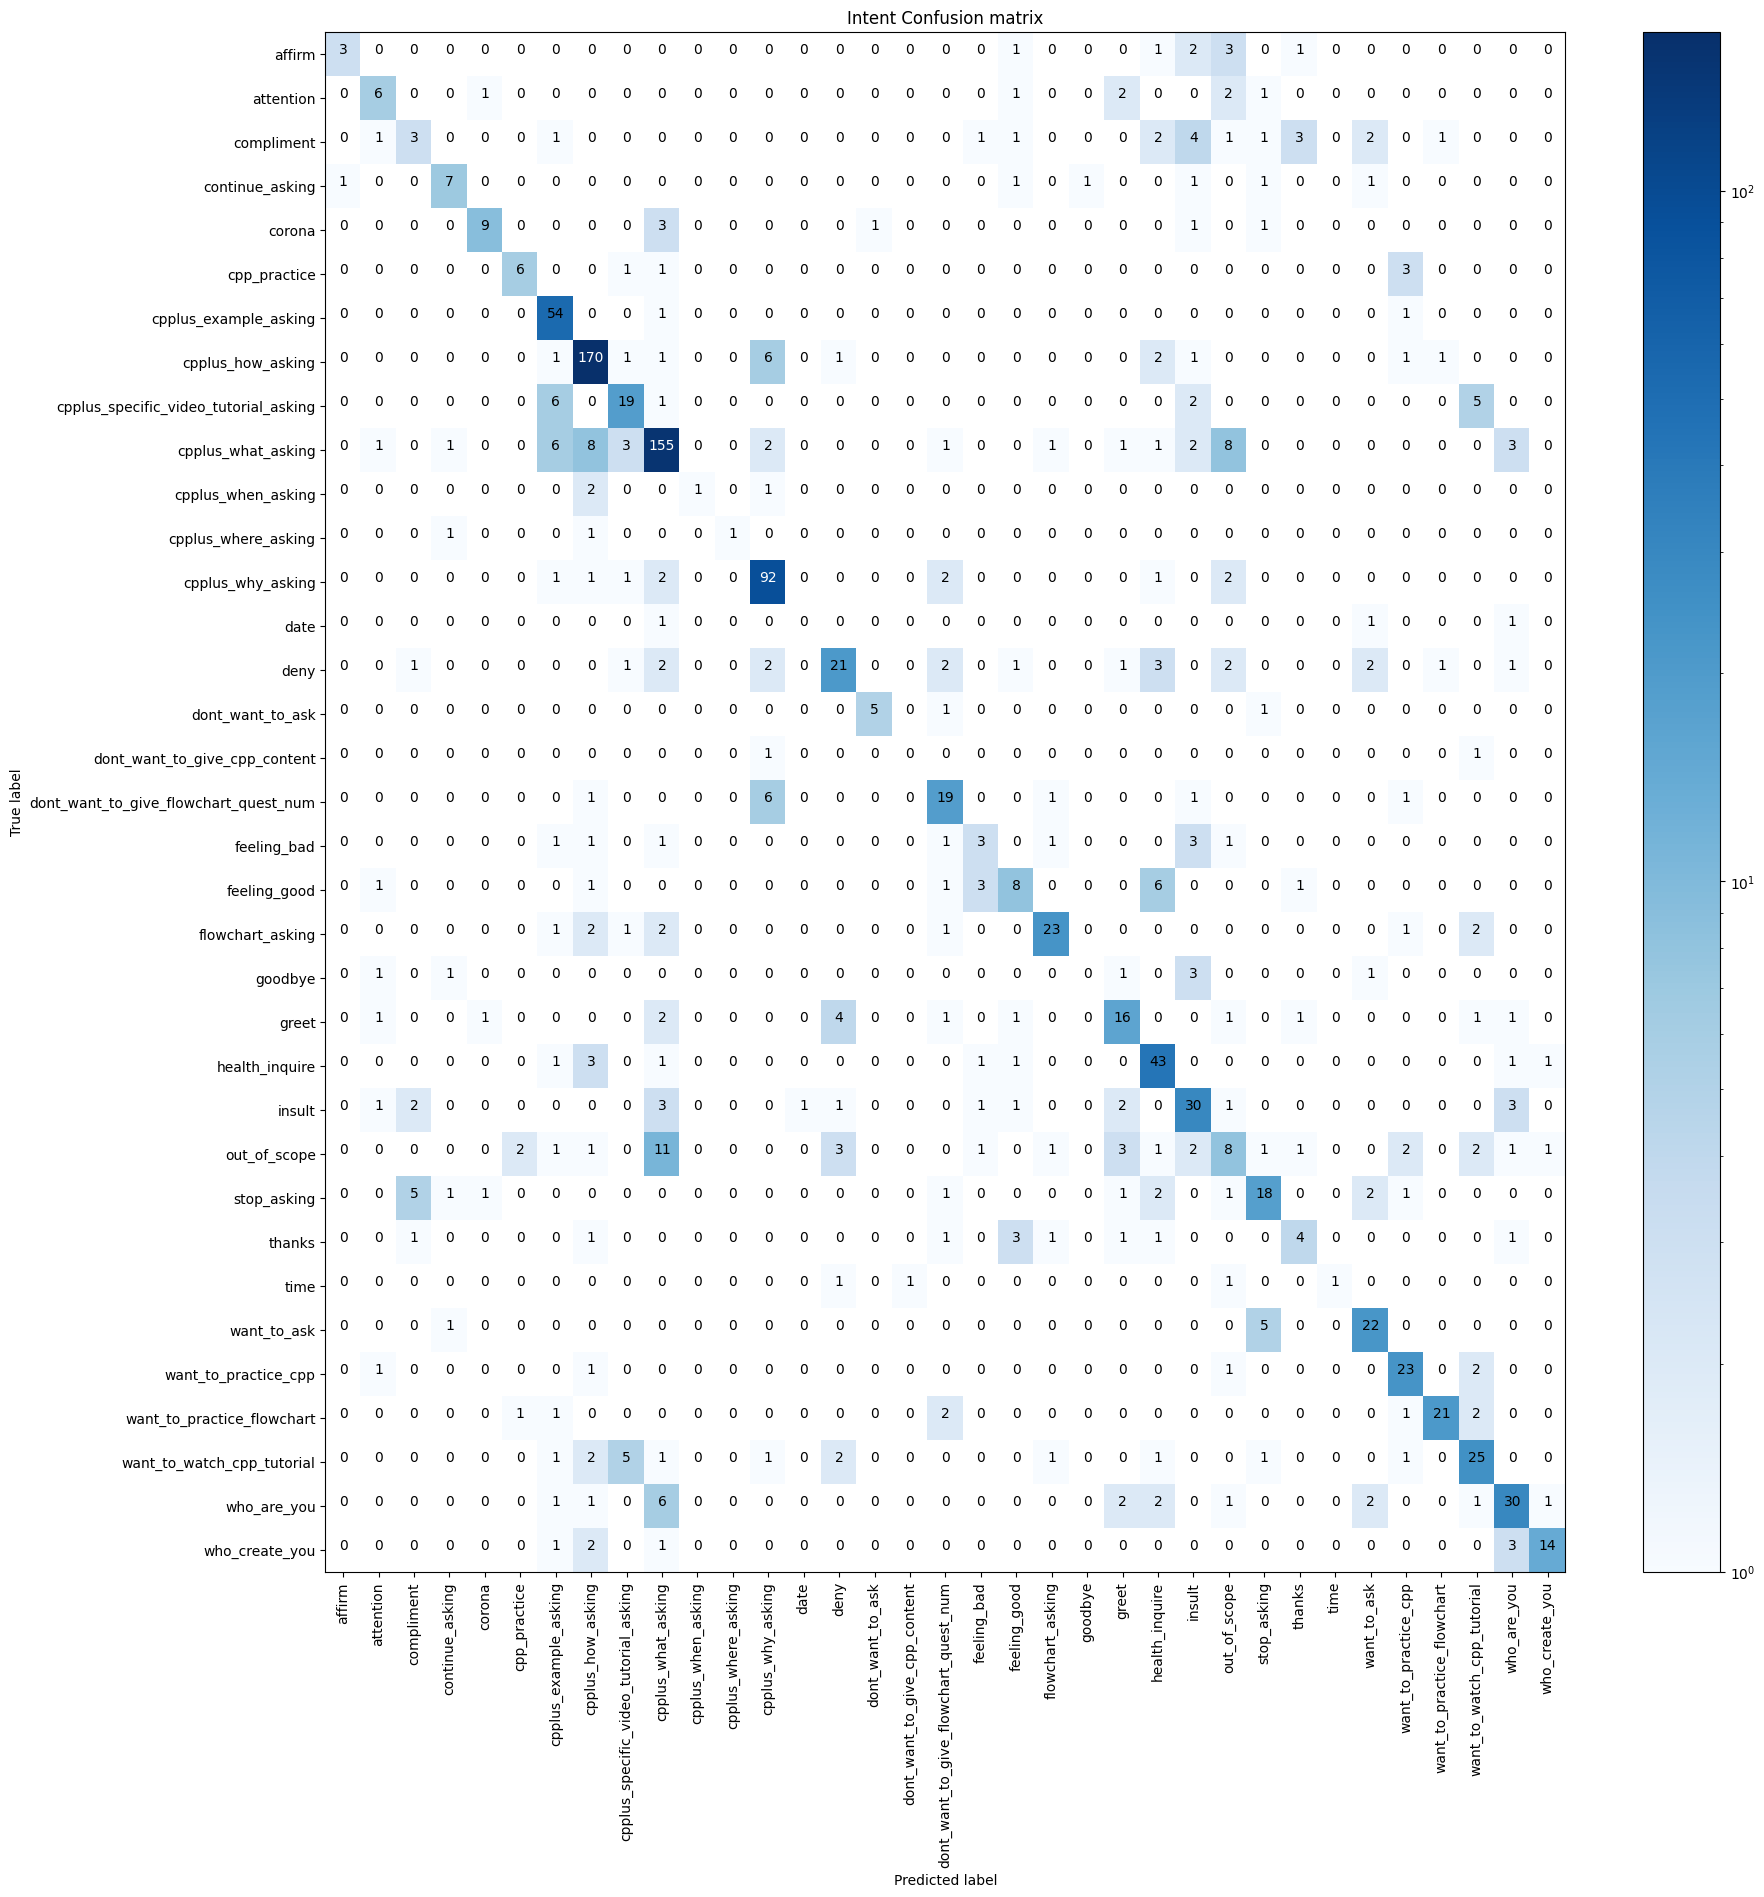 Intent Confusion matrix
affirm 3 0 0 0 0 0 0 0 0 0 0 0 0 0 0 0 0 0 0 1 0 0 0 1 2 3 0 1 0 0 0 0 0 0 0
attention 0 6 0 0 1 0 0 0 0 0 0 0 0 0 0 0 0 0 0 1 0 0 2 0 0 2 1 0 0 0 0 0 0 0 0
compliment 0 1 3 0 0 0 1 0 0 0 0 0 0 0 0 0 0 0 1 1 0 0 0 2 4 1 1 3 0 2 0 1 0 0 0
continue_asking 1 0 0 7 0 0 0 0 0 0 0 0 0 0 0 0 0 0 0 1 0 1 0 0 1 0 1 0 0 1 0 0 0 0 0
corona 0 0 0 0 9 0 0 0 0 3 0 0 0 0 0 1 0 0 0 0 0 0 0 0 1 0 1 0 0 0 0 0 0 0 0
cpp_practice 0 0 0 0 0 6 0 0 1 1 0 0 0 0 0 0 0 0 0 0 0 0 0 0 0 0 0 0 0 0 3 0 0 0 0
cpplus_example_asking 0 0 0 0 0 0 54 0 0 1 0 0 0 0 0 0 0 0 0 0 0 0 0 0 0 0 0 0 0 0 1 0 0 0 0
cpplus_how_asking 0 0 0 0 0 0 1 170 1 1 0 0 6 0 1 0 0 0 0 0 0 0 0 2 1 0 0 0 0 0 1 1 0 0 0
cpplus_specific_video_tutorial_asking 0 0 0 0 0 0 6 0 19 1 0 0 0 0 0 0 0 0 0 0 0 0 0 0 2 0 0 0 0 0 0 0 5 0 0
cpplus_what_asking 0 1 0 1 0 0 6 8 3 155 0 0 2 0 0 0 0 1 0 0 1 0 1 1 2 8 0 0 0 0 0 0 0 3 0
cpplus_when_asking 0 0 0 0 0 0 0 2 0 0 1 0 1 0 0 0 0 0 0 0 0 0 0 0 0 0 0 0 0 0 0 0 0 0 0
cpplus_where_asking 0 0 0 1 0 0 0 1 0 0 0 1 0 0 0 0 0 0 0 0 0 0 0 0 0 0 0 0 0 0 0 0 0 0 0
cpplus_why_asking 0 0 0 0 0 0 1 1 1 2 0 0 92 0 0 0 0 2 0 0 0 0 0 1 0 2 0 0 0 0 0 0 0 0 0
date 0 0 0 0 0 0 0 0 0 1 0 0 0 0 0 0 0 0 0 0 0 0 0 0 0 0 0 0 0 1 0 0 0 1 0
deny 0 0 1 0 0 0 0 0 1 2 0 0 2 0 21 0 0 2 0 1 0 0 1 3 0 2 0 0 0 2 0 1 0 1 0
dont_want_to_ask 0 0 0 0 0 0 0 0 0 0 0 0 0 0 0 5 0 1 0 0 0 0 0 0 0 0 1 0 0 0 0 0 0 0 0
dont_want_to_give_cpp_content 0 0 0 0 0 0 0 0 0 0 0 0 1 0 0 0 0 0 0 0 0 0 0 0 0 0 0 0 0 0 0 0 1 0 0
dont_want_to_give_flowchart_quest_num 0 0 0 0 0 0 0 1 0 0 0 0 6 0 0 0 0 19 0 0 1 0 0 0 1 0 0 0 0 0 1 0 0 0 0
feeling_bad 0 0 0 0 0 0 1 1 0 1 0 0 0 0 0 0 0 1 3 0 1 0 0 0 3 1 0 0 0 0 0 0 0 0 0
feeling_good 0 1 0 0 0 0 0 1 0 0 0 0 0 0 0 0 0 1 3 8 0 0 0 6 0 0 0 1 0 0 0 0 0 0 0
flowchart_asking 0 0 0 0 0 0 1 2 1 2 0 0 0 0 0 0 0 1 0 0 23 0 0 0 0 0 0 0 0 0 1 0 2 0 0
goodbye 0 1 0 1 0 0 0 0 0 0 0 0 0 0 0 0 0 0 0 0 0 0 1 0 3 0 0 0 0 1 0 0 0 0 0
greet 0 1 0 0 1 0 0 0 0 2 0 0 0 0 4 0 0 1 0 1 0 0 16 0 0 1 0 1 0 0 0 0 1 1 0
health_inquire 0 0 0 0 0 0 1 3 0 1 0 0 0 0 0 0 0 0 1 1 0 0 0 43 0 0 0 0 0 0 0 0 0 1 1
insult 0 1 2 0 0 0 0 0 0 3 0 0 0 1 1 0 0 0 1 1 0 0 2 0 30 1 0 0 0 0 0 0 0 3 0
out_of_scope 0 0 0 0 0 2 1 1 0 11 0 0 0 0 3 0 0 0 1 0 1 0 3 1 2 8 1 1 0 0 2 0 2 1 1
stop_asking 0 0 5 1 1 0 0 0 0 0 0 0 0 0 0 0 0 1 0 0 0 0 1 2 0 1 18 0 0 2 1 0 0 0 0
thanks 0 0 1 0 0 0 0 1 0 0 0 0 0 0 0 0 0 1 0 3 1 0 1 1 0 0 0 4 0 0 0 0 0 1 0
time 0 0 0 0 0 0 0 0 0 0 0 0 0 0 1 0 1 0 0 0 0 0 0 0 0 1 0 0 1 0 0 0 0 0 0
want_to_ask 0 0 0 1 0 0 0 0 0 0 0 0 0 0 0 0 0 0 0 0 0 0 0 0 0 0 5 0 0 22 0 0 0 0 0
want_to_practice_cpp 0 1 0 0 0 0 0 1 0 0 0 0 0 0 0 0 0 0 0 0 0 0 0 0 0 1 0 0 0 0 23 0 2 0 0
want_to_practice_flowchart 0 0 0 0 0 1 1 0 0 0 0 0 0 0 0 0 0 2 0 0 0 0 0 0 0 0 0 0 0 0 1 21 2 0 0
want_to_watch_cpp_tutorial 0 0 0 0 0 0 1 2 5 1 0 0 1 0 2 0 0 0 0 0 1 0 0 1 0 0 1 0 0 0 1 0 25 0 0
who_are_you 0 0 0 0 0 0 1 1 0 6 0 0 0 0 0 0 0 0 0 0 0 0 2 2 0 1 0 0 0 2 0 0 1 30 1
who_create_you 0 0 0 0 0 0 1 2 0 1 0 0 0 0 0 0 0 0 0 0 0 0 0 0 0 0 0 0 0 0 0 0 0 3 14
True label
affirm
attention
compliment
continue_asking
corona
cpp_practice
cpplus_example_asking
cpplus_how_asking
cpplus_specific_video_tutorial_asking
cpplus_what_asking
cpplus_when_asking
cpplus_where_asking
cpplus_why_asking
date
deny
dont_want_to_ask
dont_want_to_give_cpp_content
dont_want_to_give_flowchart_quest_num
feeling_bad
feeling_good
flowchart_asking
goodbye
greet
health_inquire
insult
out_of_scope
stop_asking
thanks
time
want_to_ask
want_to_practice_cpp
want_to_practice_flowchart
want_to_watch_cpp_tutorial
who_are_you
who_create_you
Predicted label
10²
10¹
10⁰